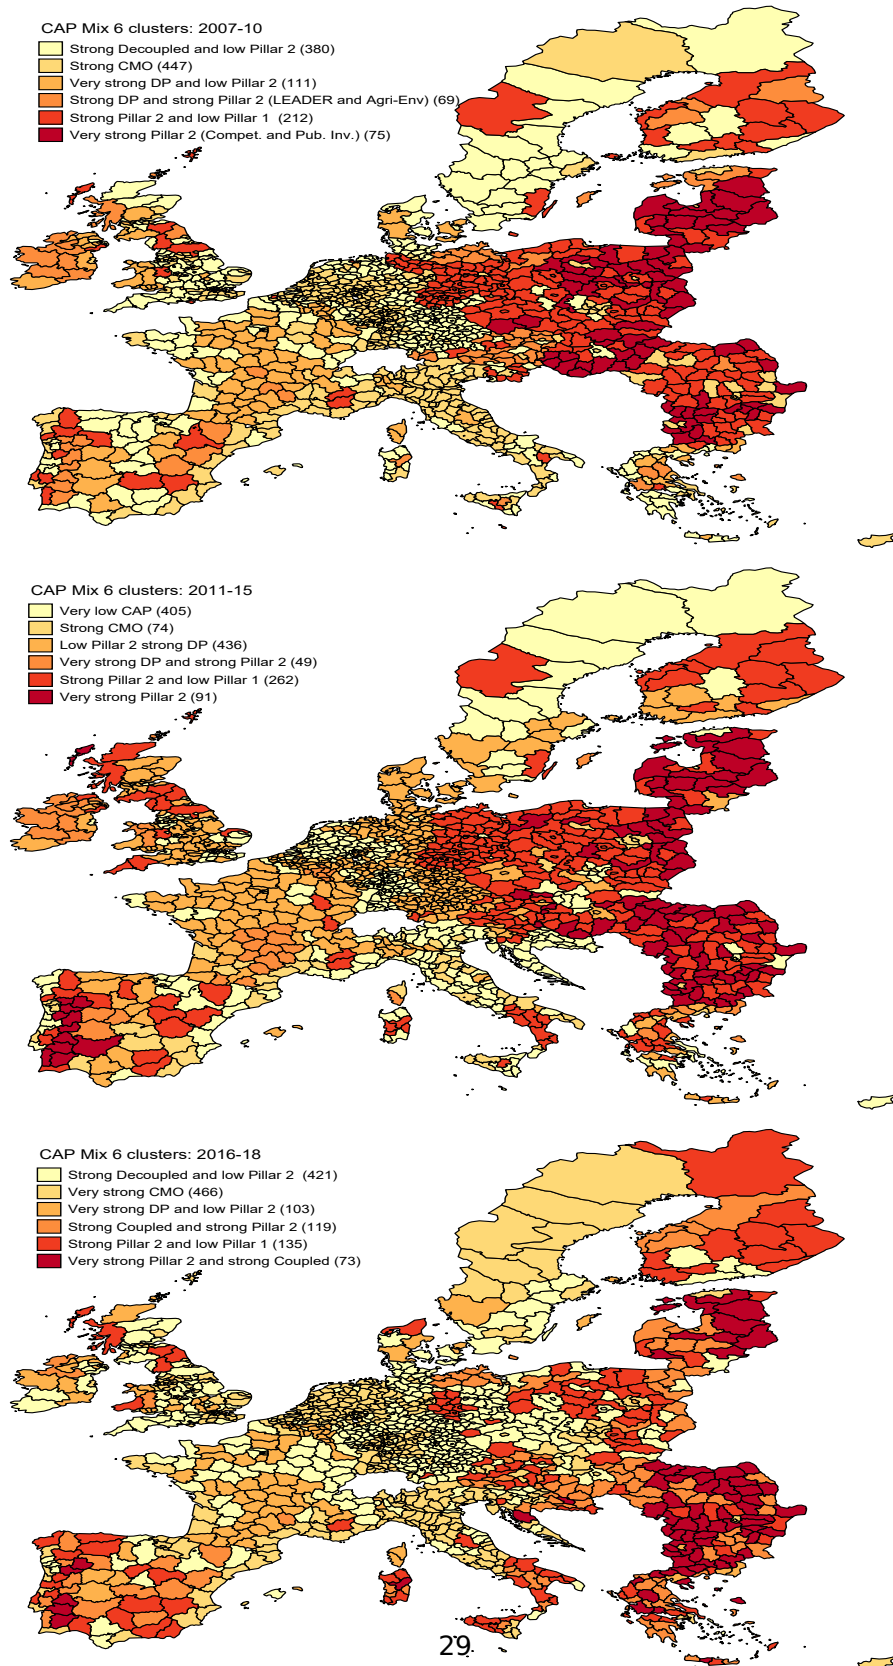 CAP Mix 6 clusters: 2007-10
Strong Decoupled and low Pillar 2 (380)
Strong CMO (447)
Very strong DP and low Pillar 2 (111)
Strong DP and strong Pillar 2 (LEADER and Agri-Env) (69)
Strong Pillar 2 and low Pillar 1 (212)
Very strong Pillar 2 (Compet. and Pub. Inv.) (75)
CAP Mix 6 clusters: 2011-15
Very low CAP (405)
Strong CMO (74)
Low Pillar 2 strong DP (436)
Very strong DP and strong Pillar 2 (49)
Strong Pillar 2 and low Pillar 1 (262)
Very strong Pillar 2 (91)
CAP Mix 6 clusters: 2016-18
Strong Decoupled and low Pillar 2 (421)
Very strong CMO (466)
Very strong DP and low Pillar 2 (103)
Strong Coupled and strong Pillar 2 (119)
Strong Pillar 2 and low Pillar 1 (135)
Very strong Pillar 2 and strong Coupled (73)
29